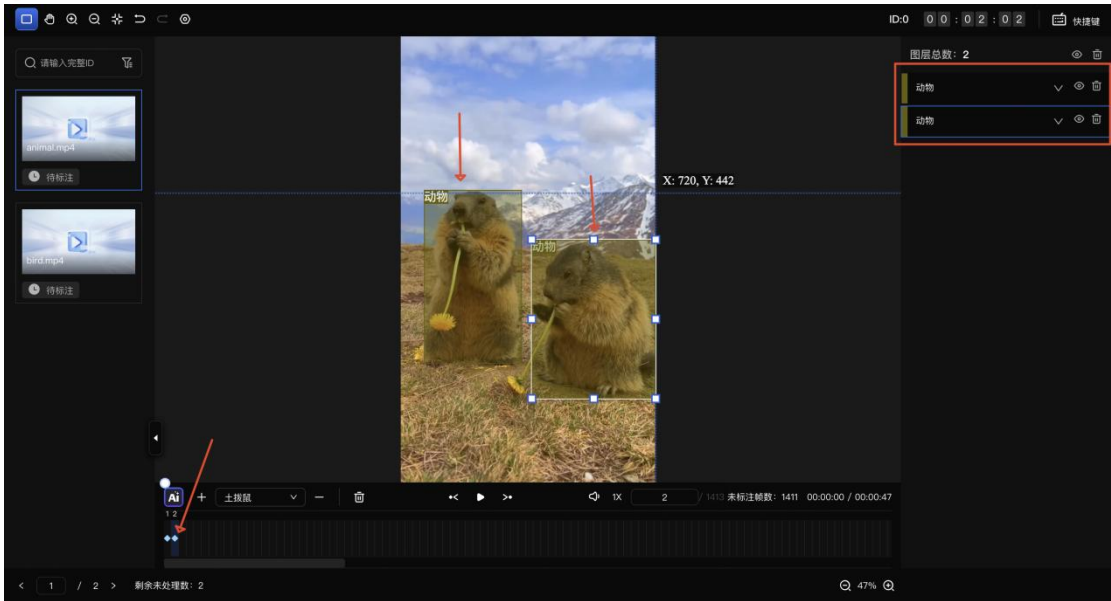 ID:0 00:02:02 快捷键
请输入完整ID
图层总数：2
动物
动物
animal.mp4
待标注
X: 720, Y: 442
动物
动物
bird.mp4
待标注
Ai 土拨鼠 1X 2 / 1413 未标注帧数：1411 00:00:00 / 00:00:47
1 2
1 / 2 剩余未处理数：2 47%